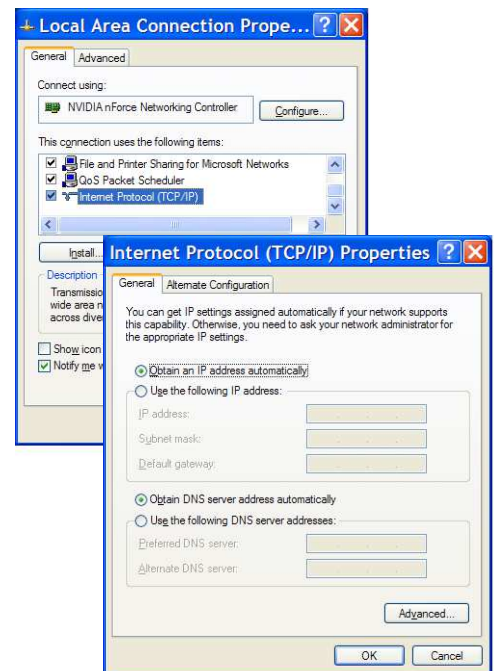 Local Area Connection Prope...
General Advanced
Connect using:
NVIDIA nForce Networking Controller
Configure...
This connection uses the following items:
File and Printer Sharing for Microsoft Networks
QoS Packet Scheduler
Internet Protocol (TCP/IP)
Install...
Description
Transmissio
wide area n
across dive
Show icon
Notify me w
Internet Protocol (TCP/IP) Properties
General Alternate Configuration
You can get IP settings assigned automatically if your network supports
this capability. Otherwise, you need to ask your network administrator for
the appropriate IP settings.
Obtain an IP address automatically
Use the following IP address:
IP address:
Subnet mask:
Default gateway:
Obtain DNS server address automatically
Use the following DNS server addresses:
Preferred DNS server:
Alternate DNS server:
Advanced...
OK Cancel